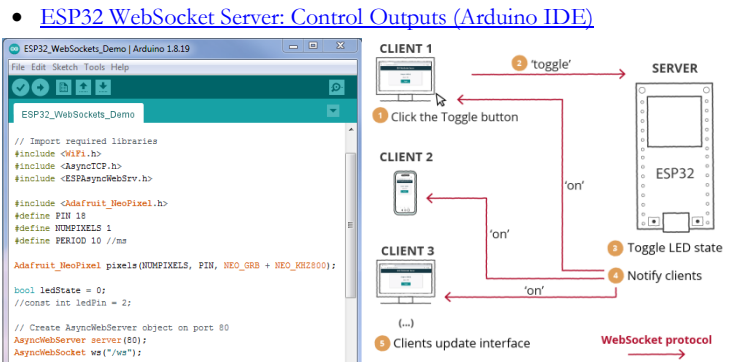 • ESP32 WebSocket Server: Control Outputs (Arduino IDE)
ESP32_WebSockets_Demo | Arduino 1.8.19
File Edit Sketch Tools Help
ESP32_WebSockets_Demo
// Import required libraries
#include <WiFi.h>
#include <AsyncTCP.h>
#include <ESPAsyncWebSrv.h>
#include <Adafruit_NeoPixel.h>
#define PIN 18
#define NUMPIXELS 1
#define PERIOD 10 //ms
Adafruit_NeoPixel pixels(NUMPIXELS, PIN, NEO_GRB + NEO_KHZ800);
bool ledState = 0;
//const int ledPin = 2;
// Create AsyncWebServer object on port 80
AsyncWebServer server(80);
AsyncWebSocket ws("/ws");
CLIENT 1
2 'toggle'
SERVER
1 Click the Toggle button
CLIENT 2
ESP32
'on'
'on'
CLIENT 3
3 Toggle LED state
4 Notify clients
'on'
(...)
5 Clients update interface
WebSocket protocol